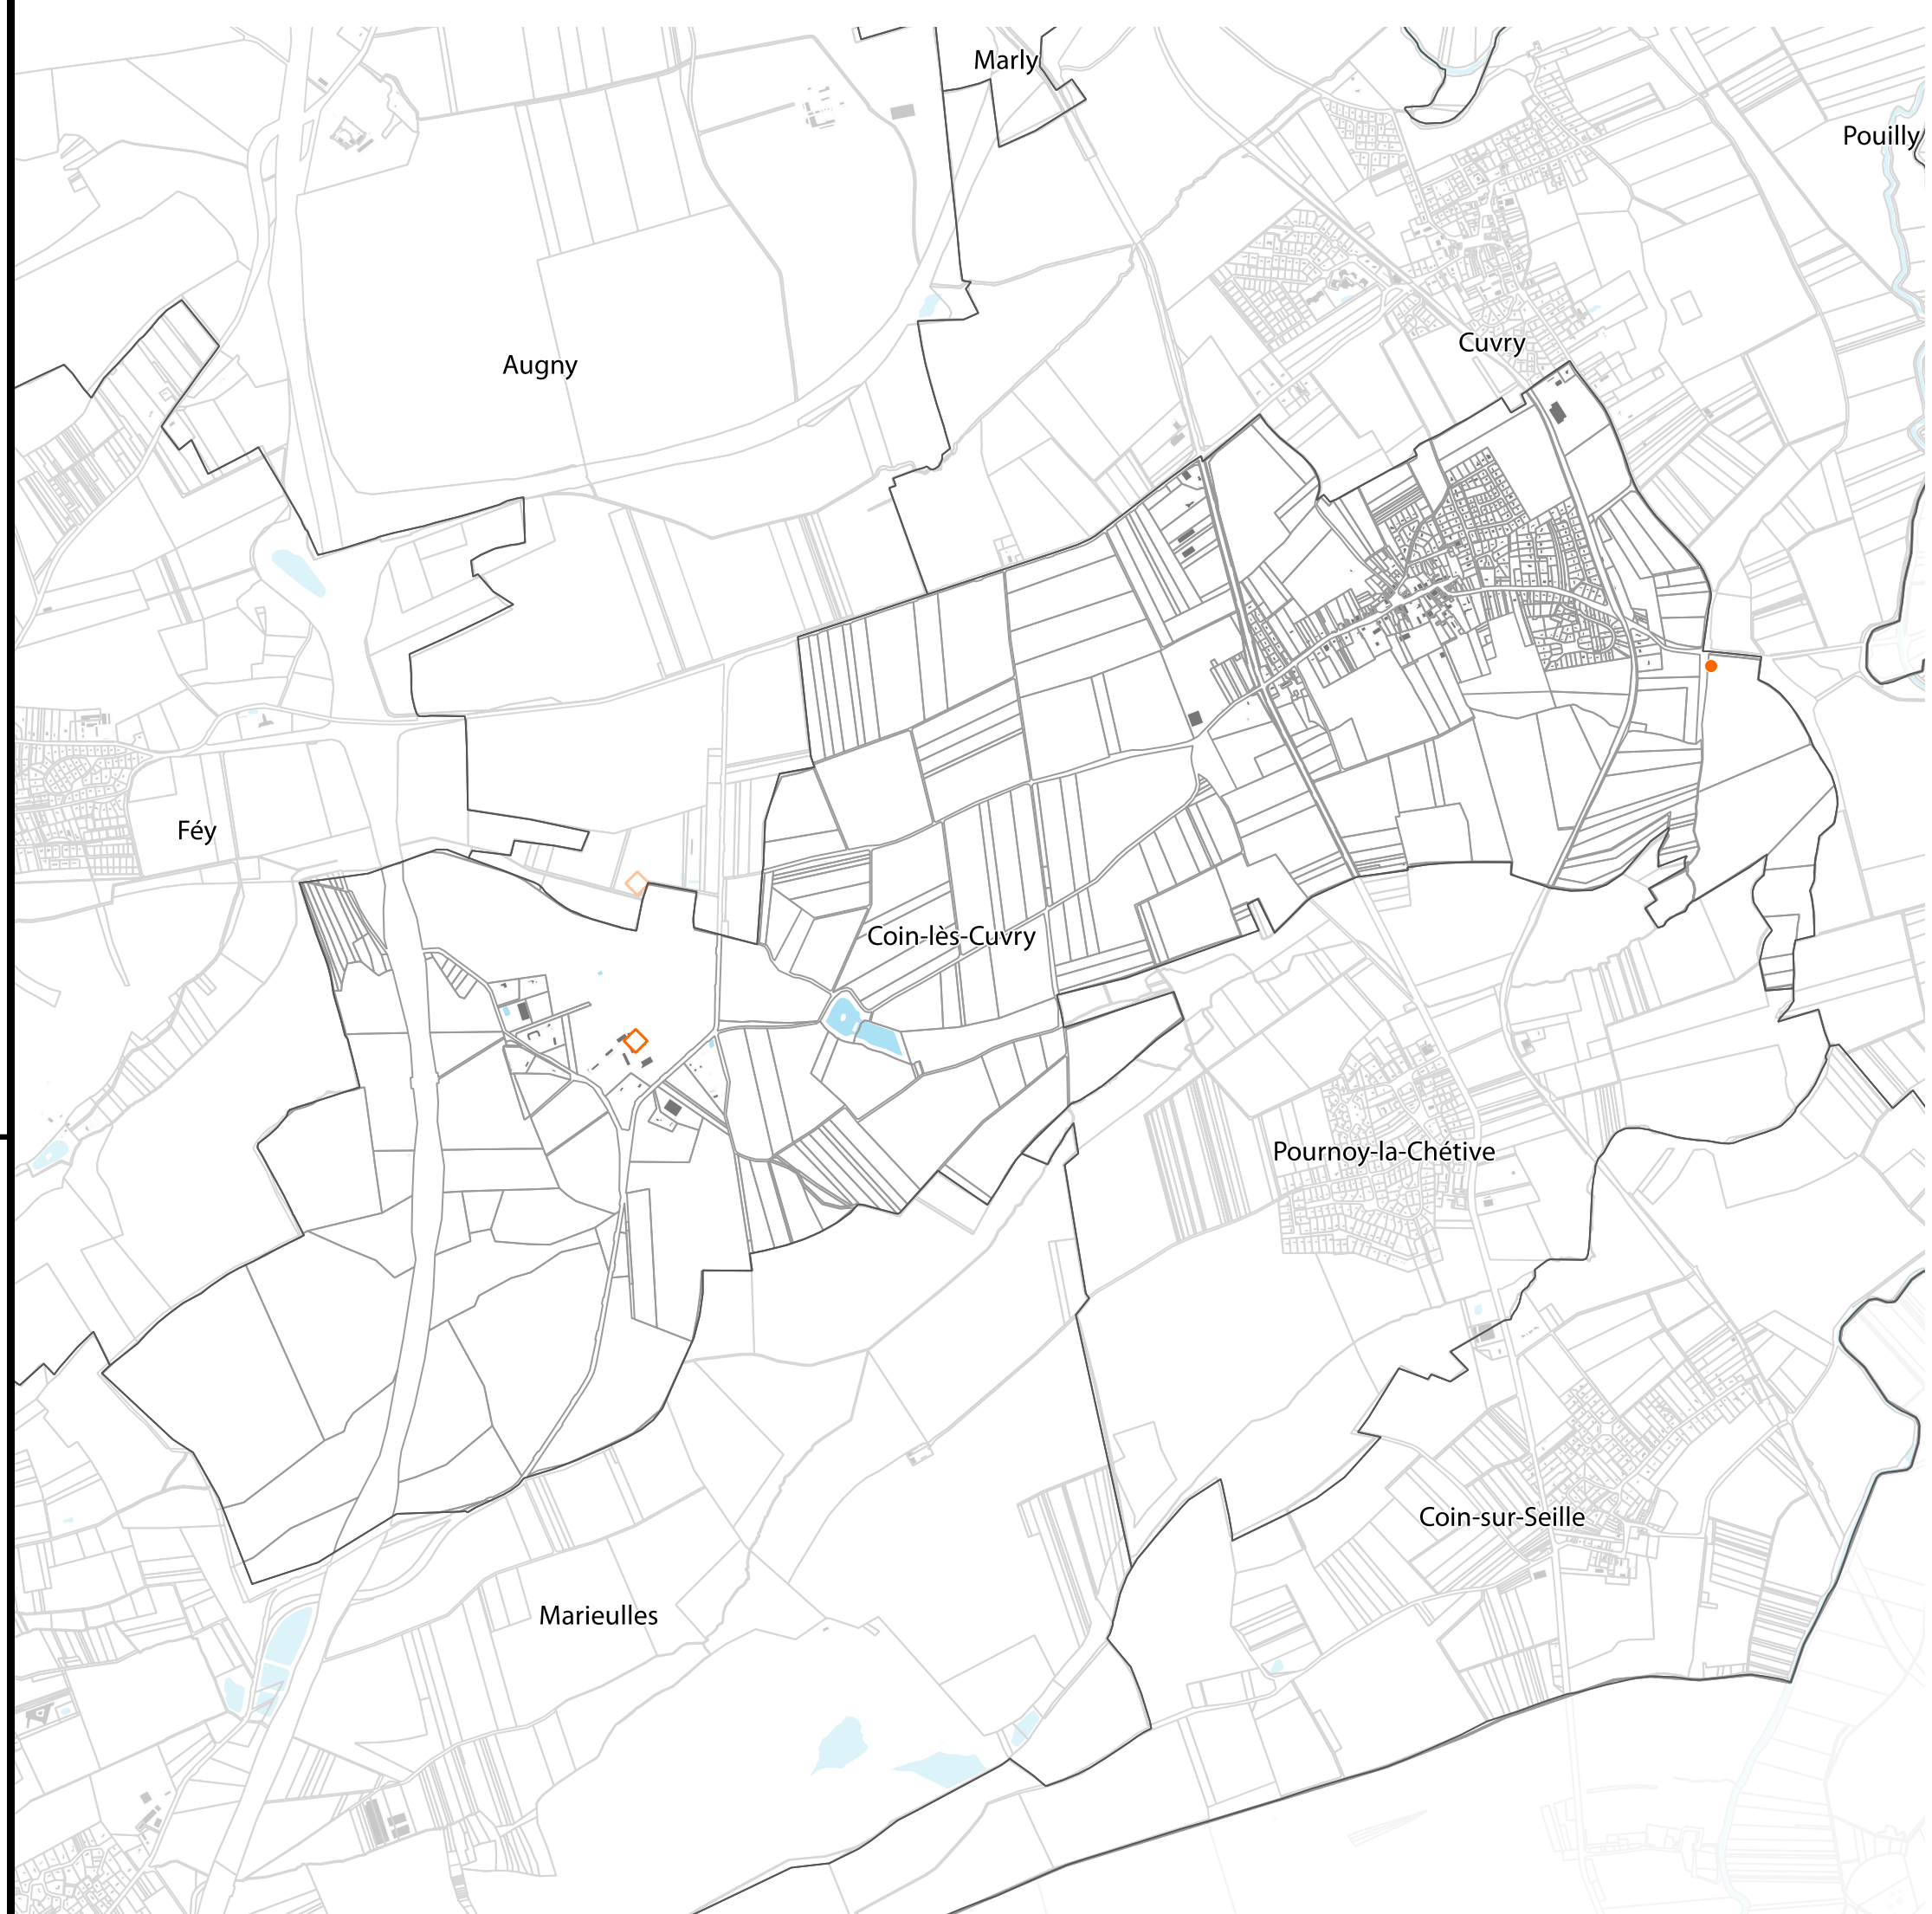 Marly
Pouilly
Cuvry
Augny
Féy
Coin-lès-Cuvry
Pournoy-la-Chétive
Coin-sur-Seille
Marieulles